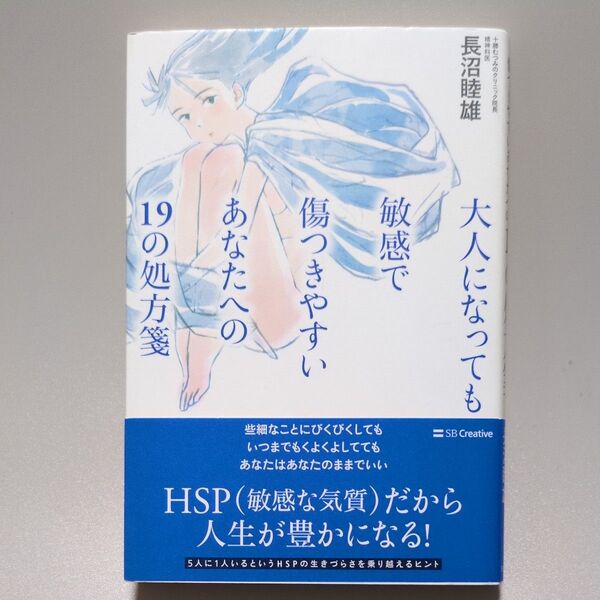 十勝むつみのクリニック院長
精神科医
長沼睦雄
大人になっても
敏感で
傷つきやすい
あなたへの
19の処方箋
些細なことにびくびくしても
いつまでもくよくよしてても
あなたはあなたのままでいい
SB Creative
HSP(敏感な気質)だから
人生が豊かになる!
5人に1人いるというHSPの生きづらさを乗り越えるヒント